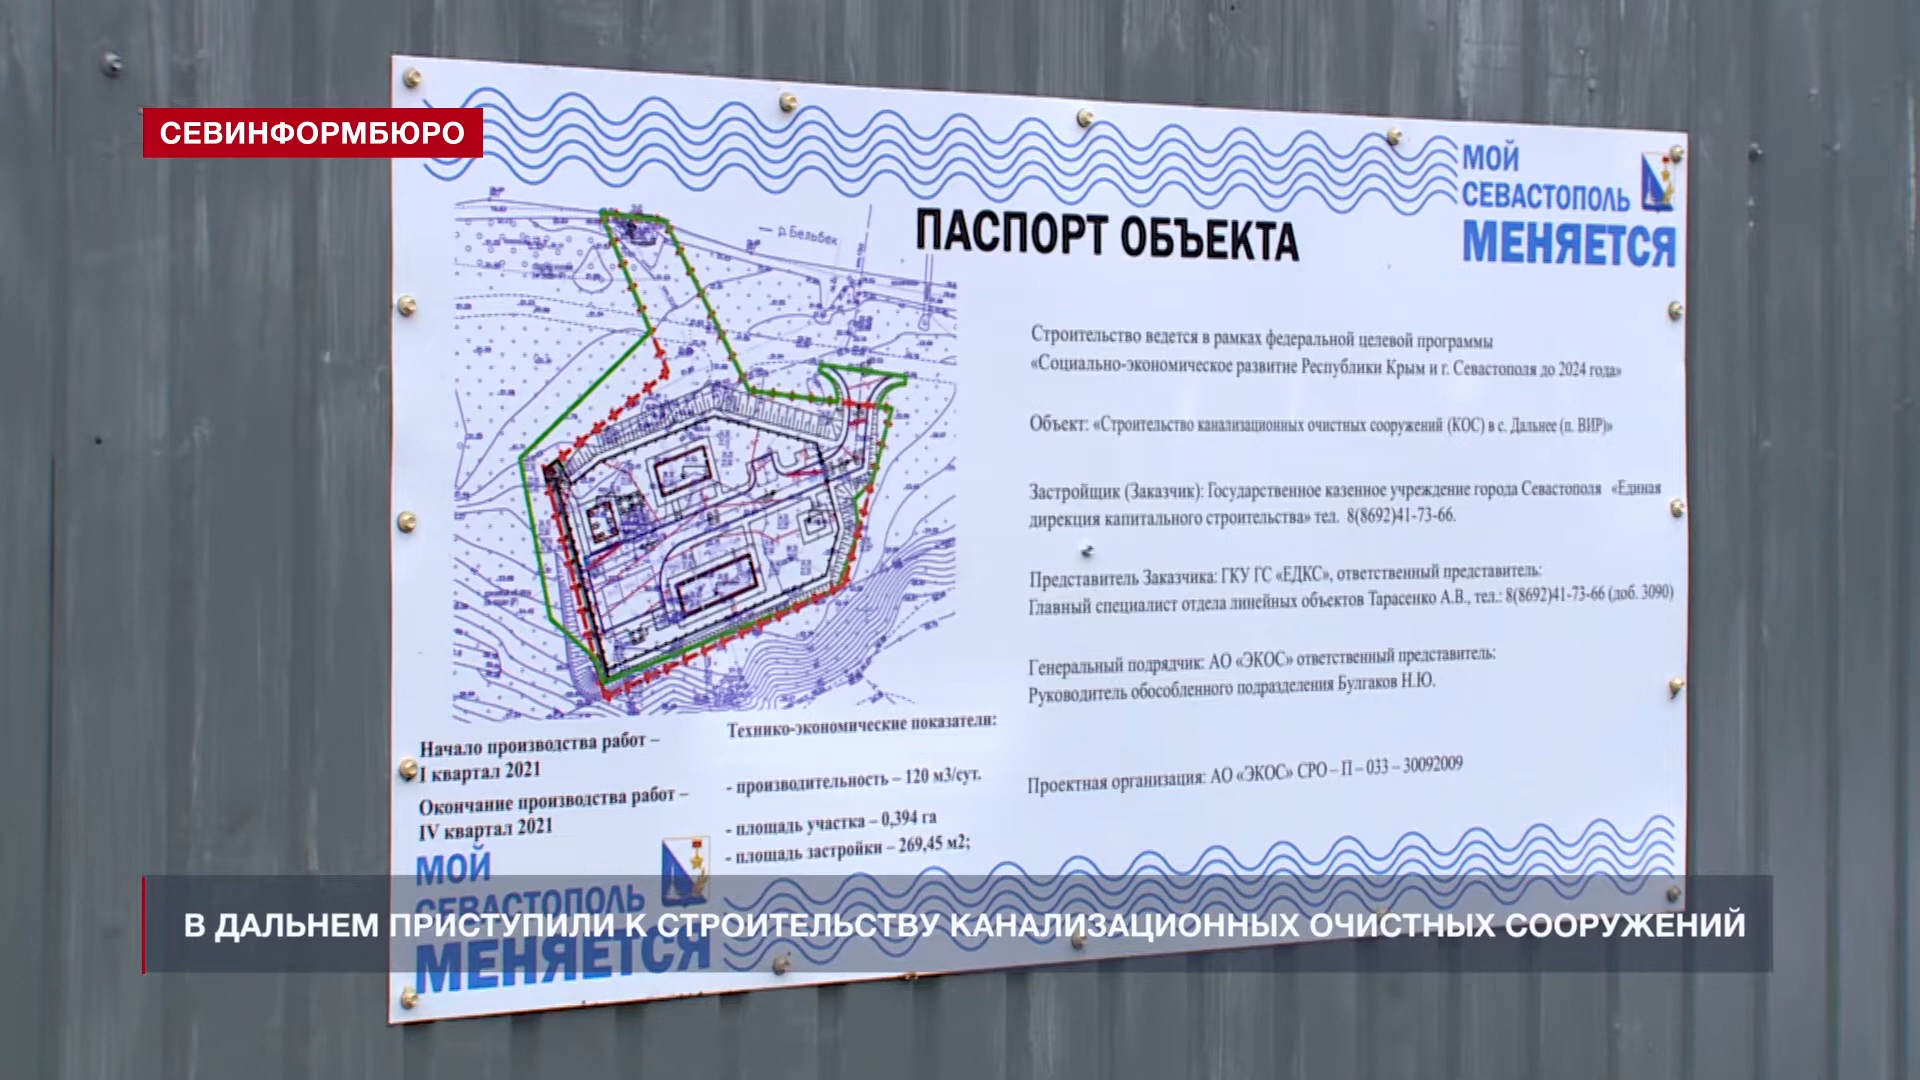 СЕВИНФОРМБЮРО
МОЙ
СЕВАСТОПОЛЬ
МЕНЯЕТСЯ
ПАСПОРТ ОБЪЕКТА
р. Бельбек
Строительство ведется в рамках федеральной целевой программы
«Социально-экономическое развитие Республики Крым и г. Севастополя до 2024 года»
Объект: «Строительство канализационных очистных сооружений (КОС) в с. Дальнее (п. ВИР)»
Застройщик (Заказчик): Государственное казенное учреждение города Севастополя «Единая
дирекция капитального строительства» тел. 8(8692)41-73-66.
Представитель Заказчика: ГКУ ГС «ЕДКС», ответственный представитель:
Главный специалист отдела линейных объектов Тарасенко А.В., тел.: 8(8692)41-73-66 (доб. 3090)
Генеральный подрядчик: АО «ЭКОС» ответственный представитель:
Руководитель обособленного подразделения Булгаков Н.Ю.
Проектная организация: АО «ЭКОС» СРО – П – 033 – 30092009
Начало производства работ –
I квартал 2021
Окончание производства работ –
IV квартал 2021
Технико-экономические показатели:
- производительность – 120 м3/сут.
- площадь участка – 0,394 га
- площадь застройки – 269,45 м2;
МОЙ
СЕВАСТОПОЛЬ
МЕНЯЕТСЯ
В ДАЛЬНЕМ ПРИСТУПИЛИ К СТРОИТЕЛЬСТВУ КАНАЛИЗАЦИОННЫХ ОЧИСТНЫХ СООРУЖЕНИЙ